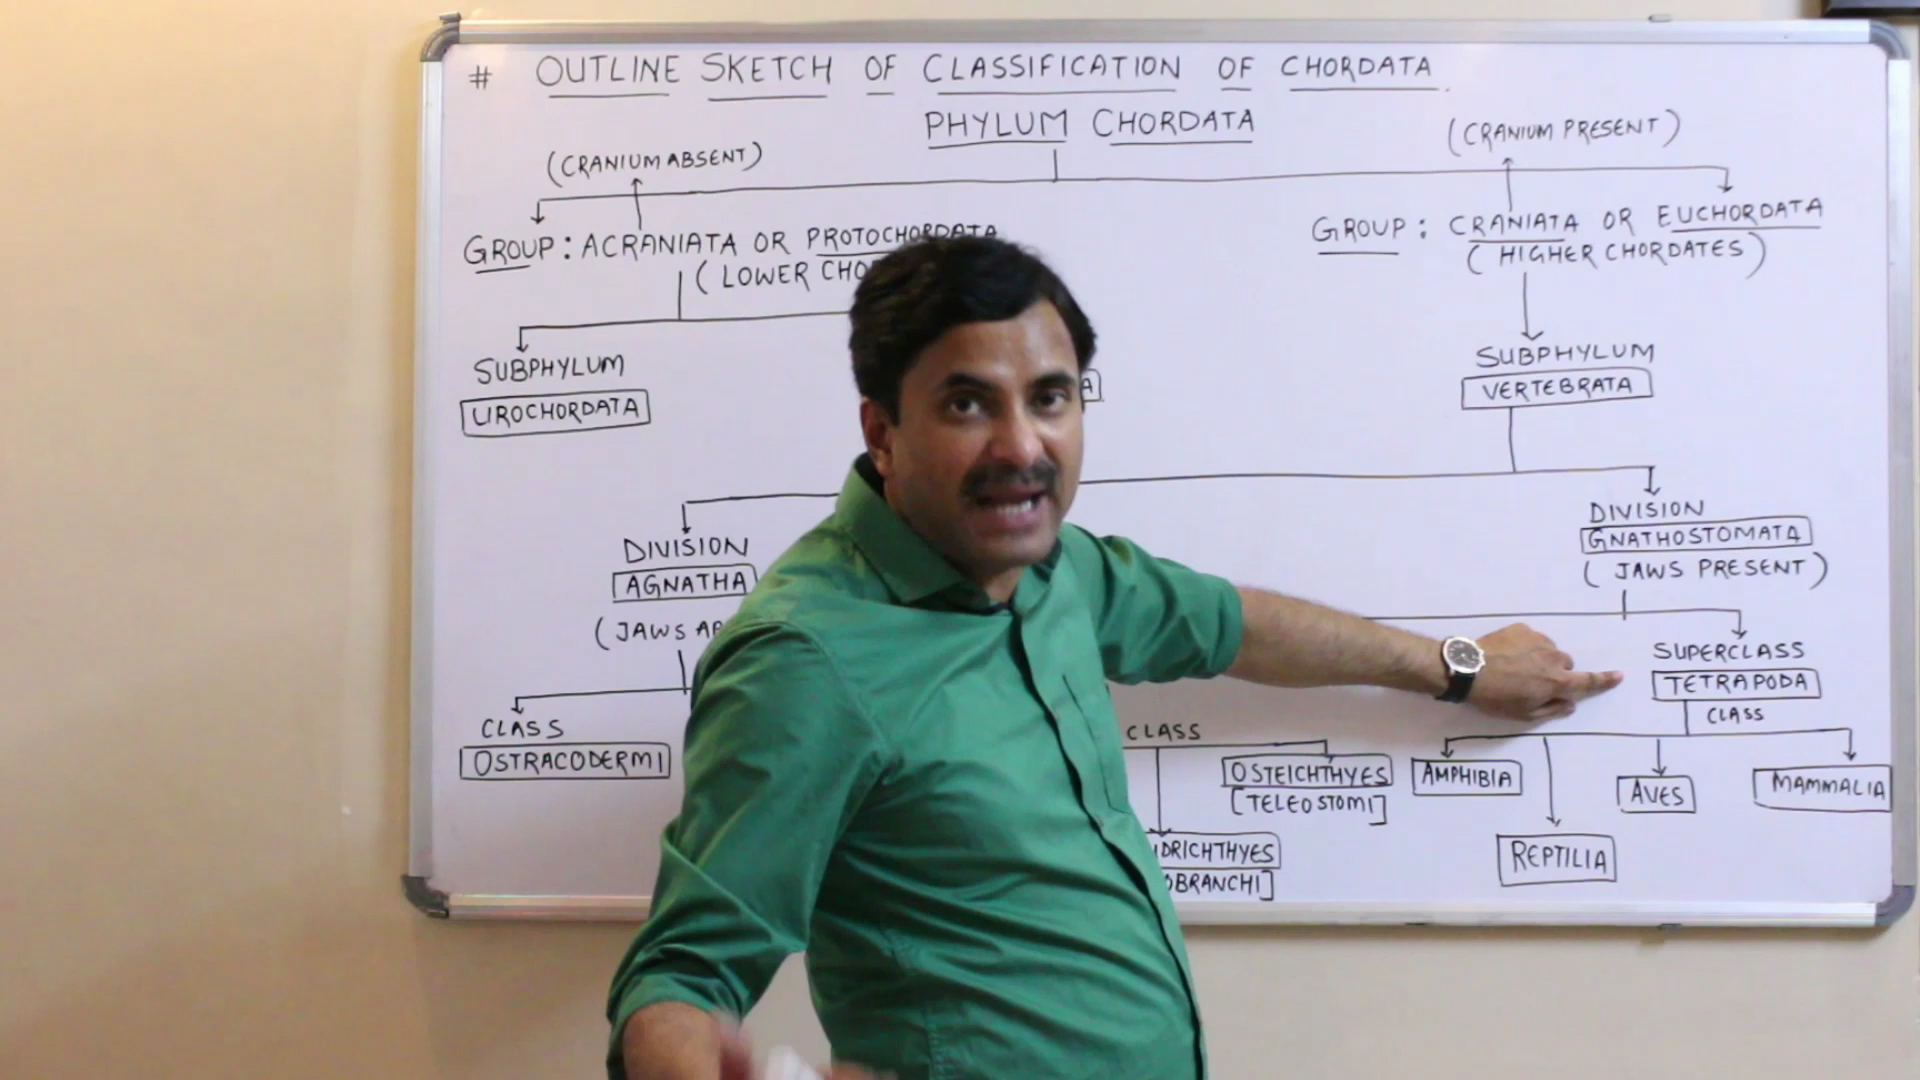 # OUTLINE SKETCH OF CLASSIFICATION OF CHORDATA.
PHYLUM CHORDATA
(CRANIUM ABSENT)
(CRANIUM PRESENT)
GROUP: ACRANIATA OR PROTOCHORDATA
(LOWER
GROUP: CRANIATA OR EUCHORDATA
(HIGHER CHORDATES)
SUBPHYLUM
UROCHORDATA
SUBPHYLUM
VERTEBRATA
DIVISION
AGNATHA
(JAWS
DIVISION
GNATHOSTOMATA
(JAWS PRESENT)
CLASS
OSTRACODERMI
CLASS
OSTEICHTHYES
[TELEOSTOMI]
SUPERCLASS
TETRAPODA
CLASS
AMPHIBIA
REPTILIA
AVES
MAMMALIA